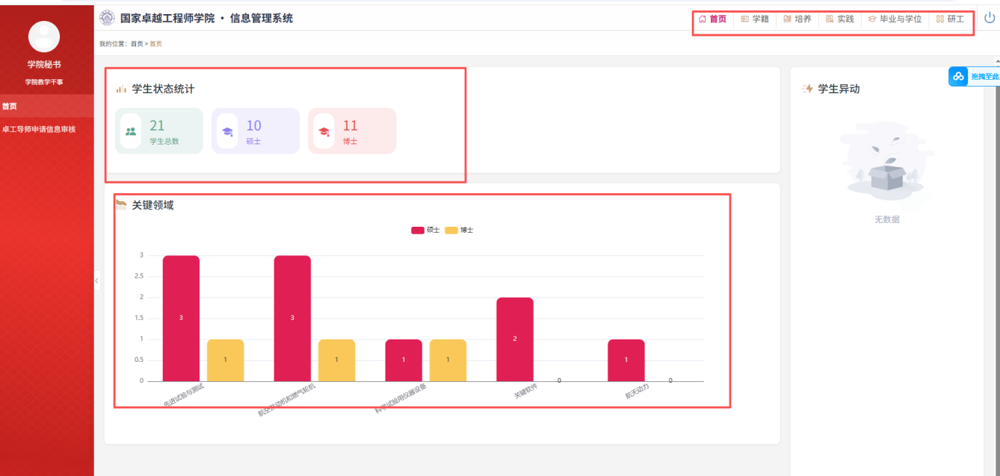 国家卓越工程师学院 · 信息管理系统
首页
学籍
培养
实践
毕业与学位
研工
我的位置: 首页 > 首页
学院秘书
学院教学干事
首页
卓工导师申请信息审核
学生状态统计
21
学生总数
10
硕士
11
博士
学生异动
拖拽至此
无数据
关键领域
硕士
博士
3
2.5
2
1.5
1
0.5
0
3
1
3
1
1
1
2
0
1
0
先进试验与测试
航空发动机和燃气轮机
科学试验用仪器设备
关键软件
航天动力